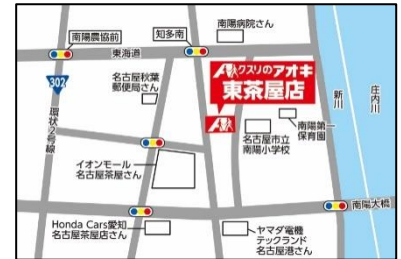 南陽病院さん
南陽農協前
知多南
東海道
クスリのアオキ
東茶屋店
302
環状2号線
名古屋秋葉
郵便局さん
新川
庄内川
南陽第一
保育園
名古屋市立
南陽小学校
イオンモール
名古屋茶屋さん
南陽大橋
Honda Cars愛知
名古屋茶屋店さん
ヤマダ電機
テックランド
名古屋港さん